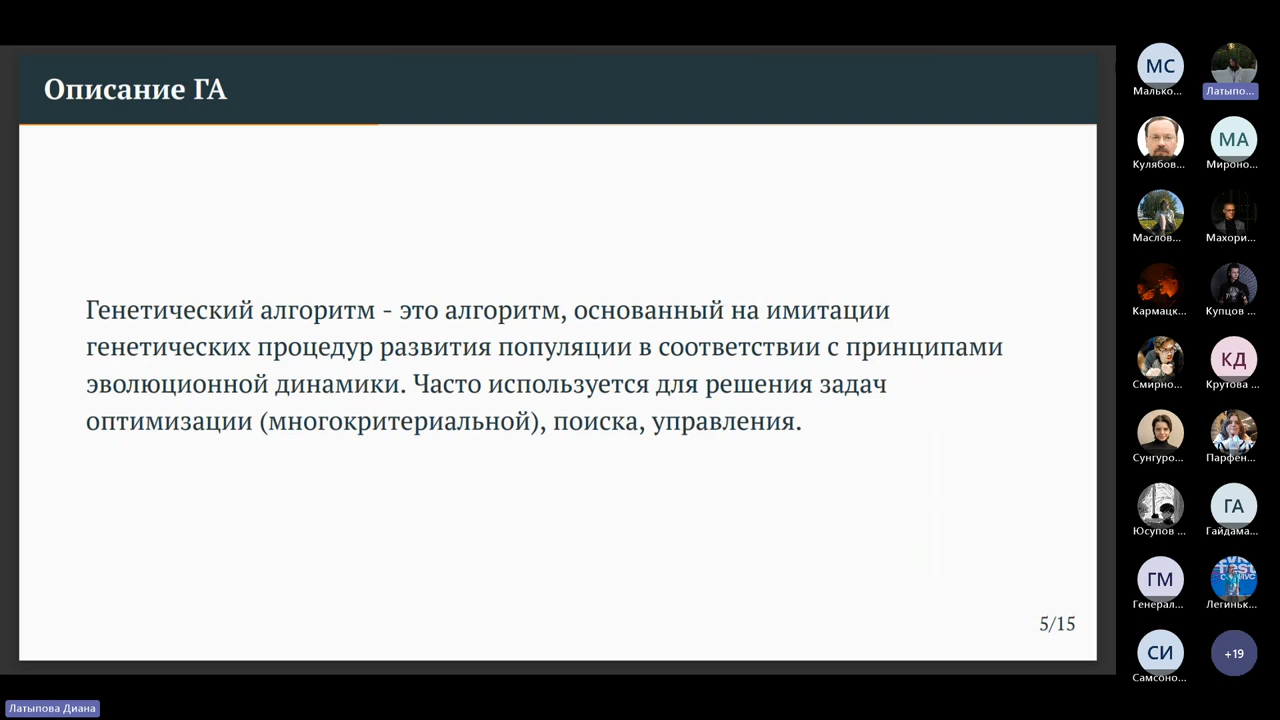 Описание ГА
Генетический алгоритм - это алгоритм, основанный на имитации
генетических процедур развития популяции в соответствии с принципами
эволюционной динамики. Часто используется для решения задач
оптимизации (многокритериальной), поиска, управления.
5/15
МС
Малько...
Латыпо...
Кулябов...
МА
Мироно...
Маслов...
Махори...
Кармацк...
Купцов ...
Смирно...
КД
Крутова ...
Сунгуро...
Парфен...
Юсупов ...
ГА
Гайдама...
ГМ
Генерал...
Легиньк...
СИ
Самсоно...
+19
Латыпова Диана